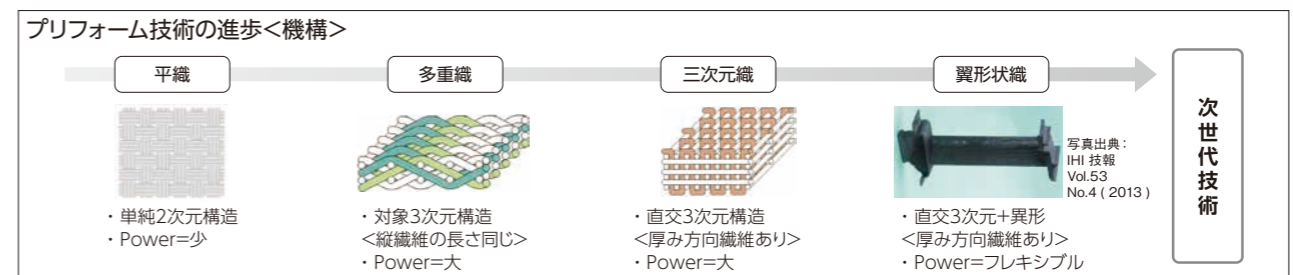 プリフォーム技術の進歩<機構>
平織
多重織
三次元織
翼形状織
次世代技術
写真出典:
IHI 技報
Vol.53
No.4 ( 2013 )
・単純2次元構造
・Power=少
・対象3次元構造
<縦繊維の長さ同じ>
・Power=大
・直交3次元構造
<厚み方向繊維あり>
・Power=大
・直交3次元+異形
<厚み方向繊維あり>
・Power=フレキシブル